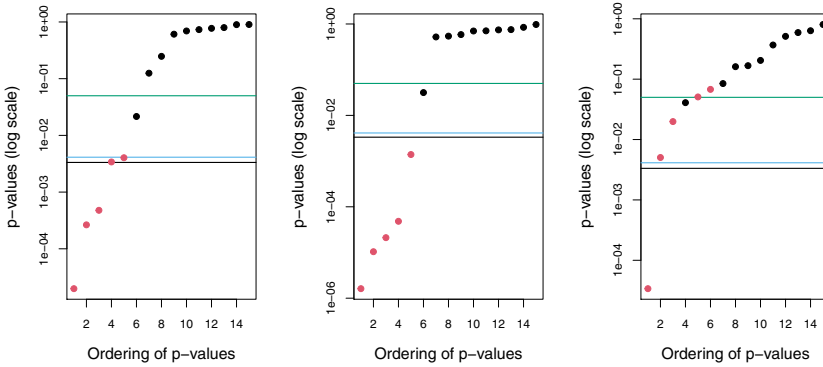 p−values (log scale)
1e−04 1e−03 1e−02 1e−01 1e+00
2 4 6 8 10 12 14
Ordering of p−values
p−values (log scale)
1e−06 1e−04 1e−02 1e+00
2 4 6 8 10 12 14
Ordering of p−values
p−values (log scale)
1e−04 1e−03 1e−02 1e−01 1e+00
2 4 6 8 10 12 14
Ordering of p−values